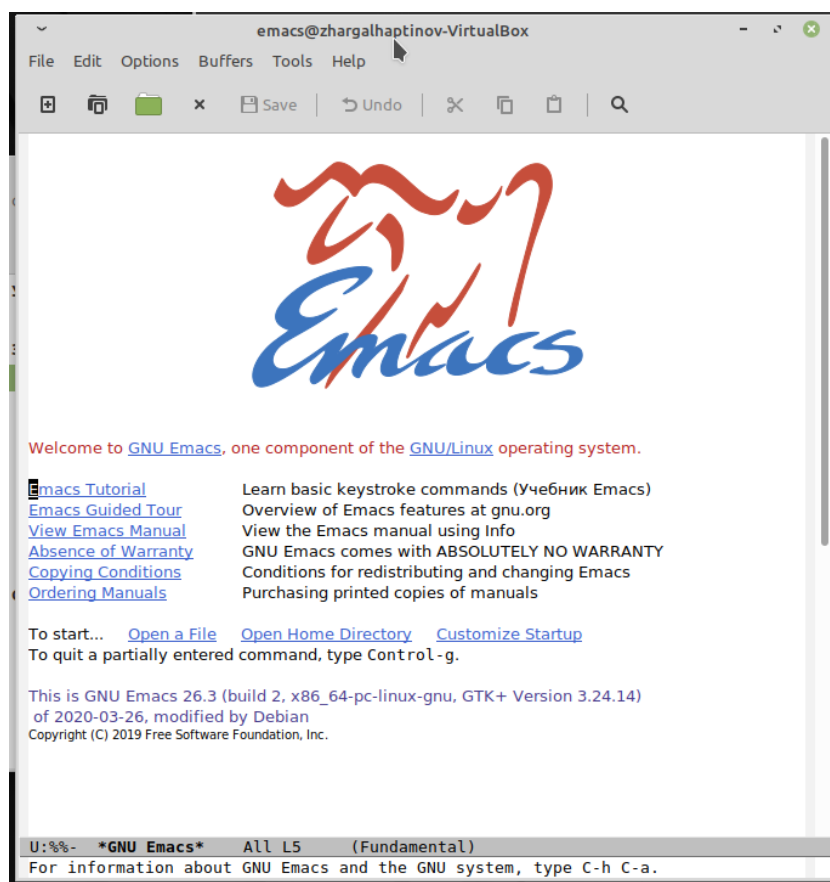 emacs@zhargalhaptinov-VirtualBox
File Edit Options Buffers Tools Help
Save Undo
Emacs
Welcome to GNU Emacs, one component of the GNU/Linux operating system.
Emacs Tutorial Learn basic keystroke commands (Учебник Emacs)
Emacs Guided Tour Overview of Emacs features at gnu.org
View Emacs Manual View the Emacs manual using Info
Absence of Warranty GNU Emacs comes with ABSOLUTELY NO WARRANTY
Copying Conditions Conditions for redistributing and changing Emacs
Ordering Manuals Purchasing printed copies of manuals
To start... Open a File Open Home Directory Customize Startup
To quit a partially entered command, type Control-g.
This is GNU Emacs 26.3 (build 2, x86_64-pc-linux-gnu, GTK+ Version 3.24.14)
of 2020-03-26, modified by Debian
Copyright (C) 2019 Free Software Foundation, Inc.
U:%%- *GNU Emacs* All L5 (Fundamental)
For information about GNU Emacs and the GNU system, type C-h C-a.